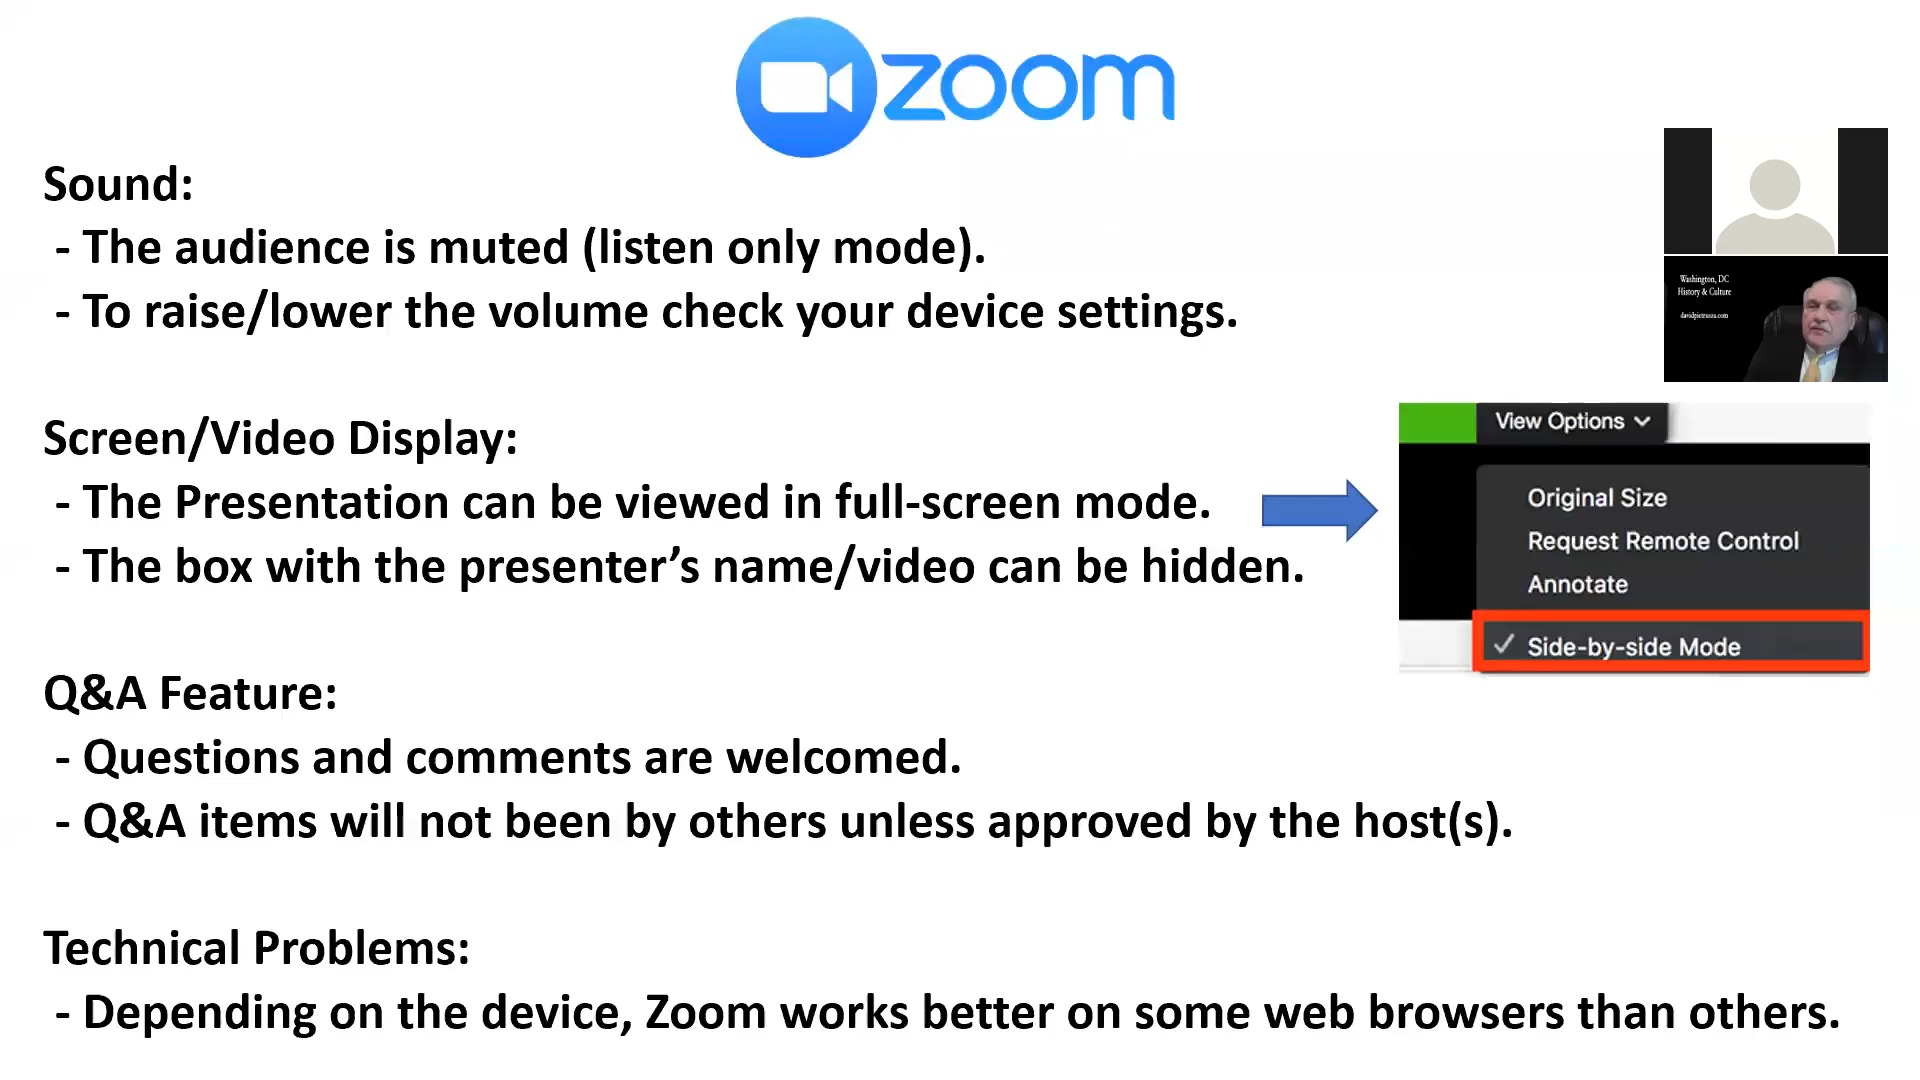 zoom
Sound:
- The audience is muted (listen only mode).
- To raise/lower the volume check your device settings.
Washington, DC
History & Culture
davidpietrusza.com
Screen/Video Display:
- The Presentation can be viewed in full-screen mode.
- The box with the presenter’s name/video can be hidden.
View Options
Original Size
Request Remote Control
Annotate
✓ Side-by-side Mode
Q&A Feature:
- Questions and comments are welcomed.
- Q&A items will not been by others unless approved by the host(s).
Technical Problems:
- Depending on the device, Zoom works better on some web browsers than others.